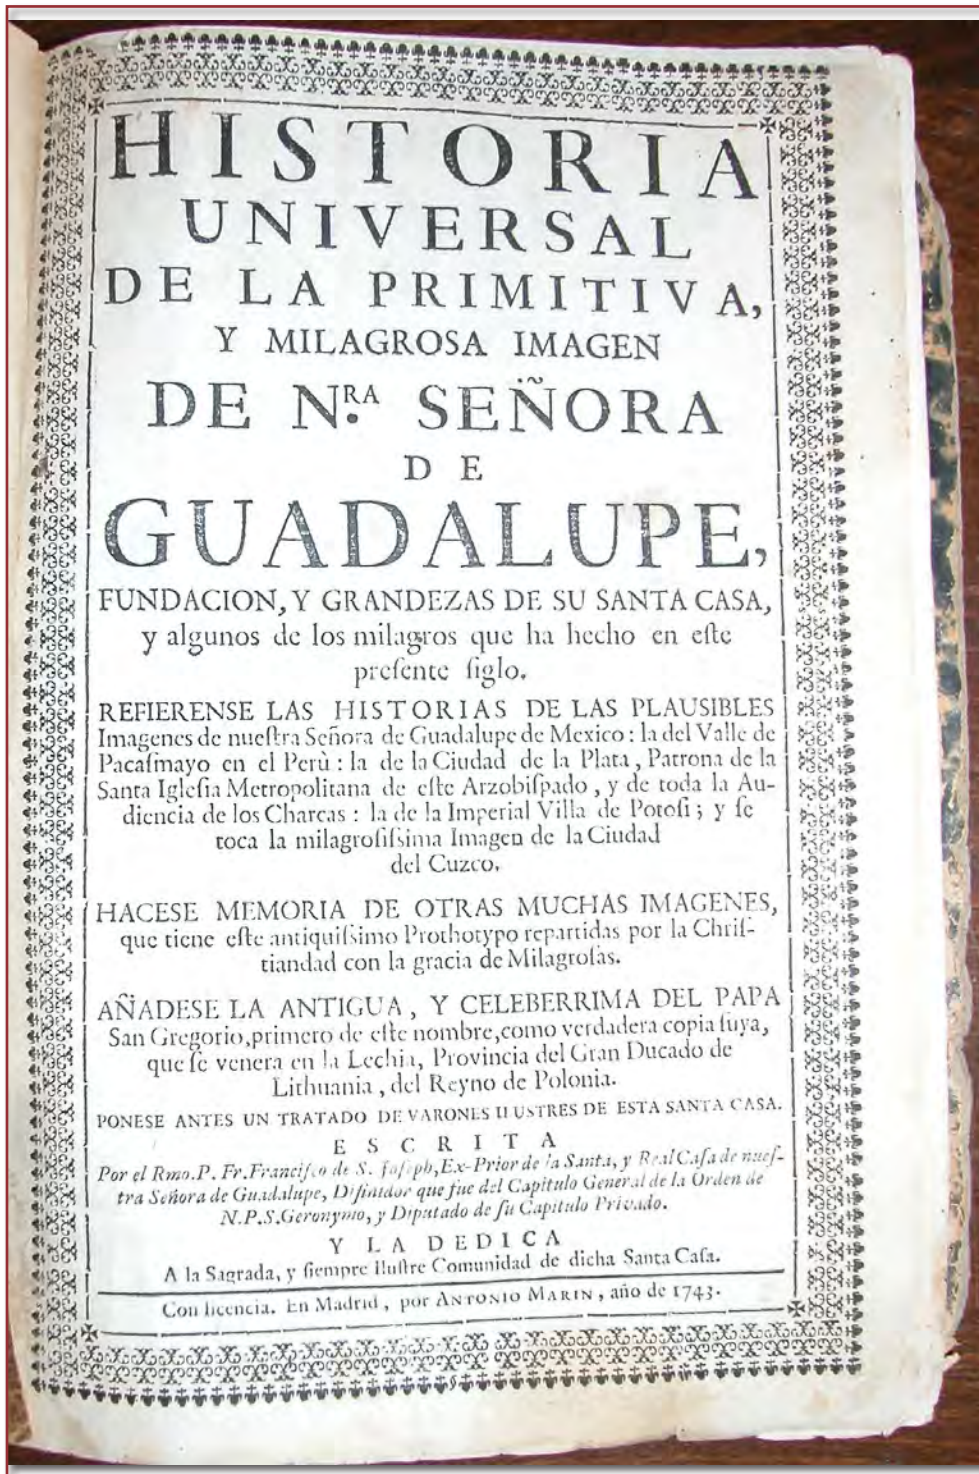 HISTORIA
UNIVERSAL
DE LA PRIMITIVA,
Y MILAGROSA IMAGEN
DE N.RA SEÑORA
DE
GUADALUPE,
FUNDACION, Y GRANDEZAS DE SU SANTA CASA,
y algunos de los milagros que ha hecho en eſte
preſente ſiglo.
REFIERENSE LAS HISTORIAS DE LAS PLAUSIBLES
Imagenes de nueſtra Señora de Guadalupe de Mexico: la del Valle de
Pacaſmayo en el Perù: la de la Ciudad de la Plata, Patrona de la
Santa Igleſia Metropolitana de eſte Arzobiſpado, y de toda la Au-
diencia de los Charcas: la de la Imperial Villa de Potoſi; y ſe
toca la milagroſiſsima Imagen de la Ciudad
del Cuzco.
HACESE MEMORIA DE OTRAS MUCHAS IMAGENES,
que tiene eſte antiquiſsimo Prothotypo repartidas por la Chriſ-
tiandad con la gracia de Milagroſas.
AÑADESE LA ANTIGUA, Y CELEBERRIMA DEL PAPA
San Gregorio, primero de eſte nombre, como verdadera copia ſuya,
que ſe venera en la Lechia, Provincia del Gran Ducado de
Lithuania, del Reyno de Polonia.
PONESE ANTES UN TRATADO DE VARONES ILUSTRES DE ESTA SANTA CASA.
ESCRITA
Por el Rmo. P. Fr. Franciſco de S. Joſeph, Ex-Prior de la Santa, y Real Caſa de nueſ-
tra Señora de Guadalupe, Difinidor que fue del Capitulo General de la Orden de
N.P.S. Geronymo, y Diputado de ſu Capitulo Privado.
Y LA DEDICA
A la Sagrada, y ſiempre iluſtre Comunidad de dicha Santa Caſa.
Con licencia. En Madrid, por ANTONIO MARIN, año de 1743.